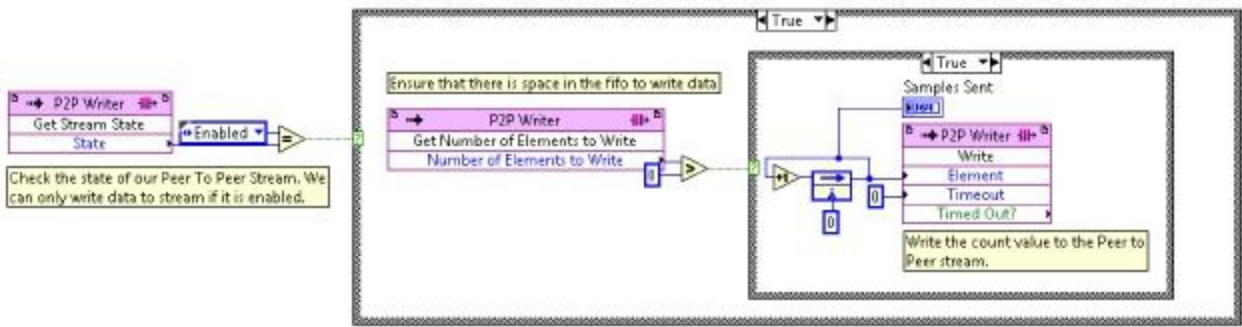 True
True
Ensure that there is space in the fifo to write data
Samples Sent
P2P Writer
Get Stream State
State
Enabled
=
P2P Writer
Get Number of Elements to Write
Number of Elements to Write
0
>
+1
0
P2P Writer
Write
Element
Timeout
Timed Out?
0
Check the state of our Peer To Peer Stream. We
can only write data to stream if it is enabled.
Write the count value to the Peer to
Peer stream.